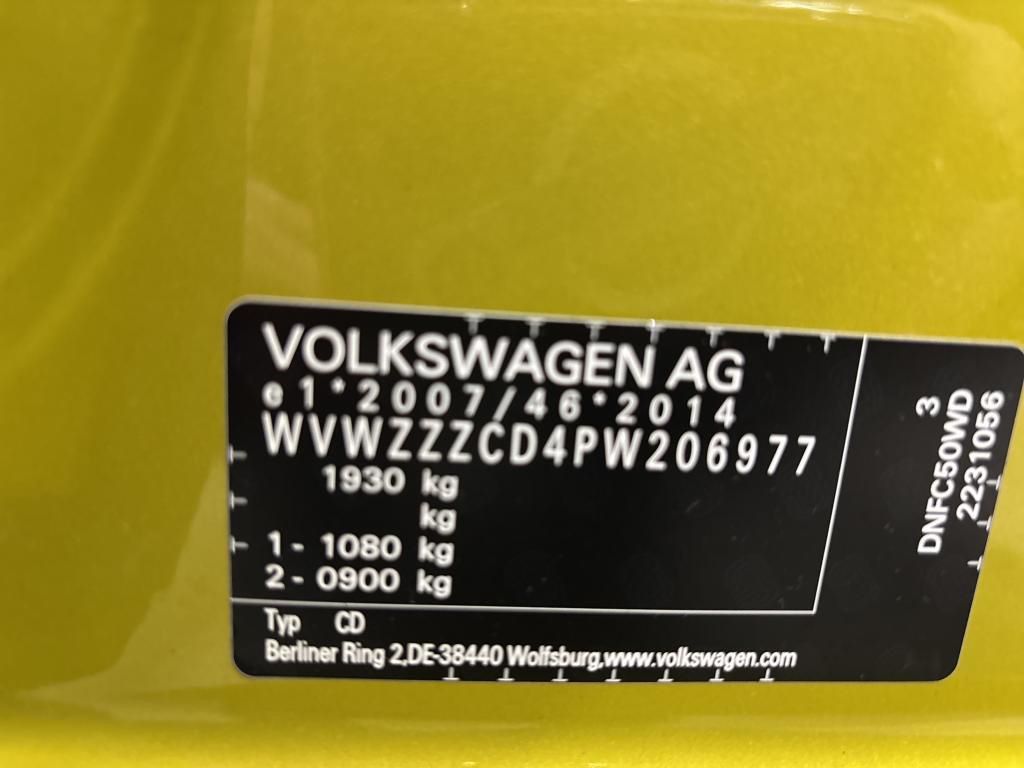 VOLKSWAGEN AG
e1*2007/46*2014
WVWZZZCD4PW206977
1930 kg
kg
1 - 1080 kg
2 - 0900 kg
Typ CD
Berliner Ring 2,DE-38440 Wolfsburg,www.volkswagen.com
3
DNFC50WD
2231056